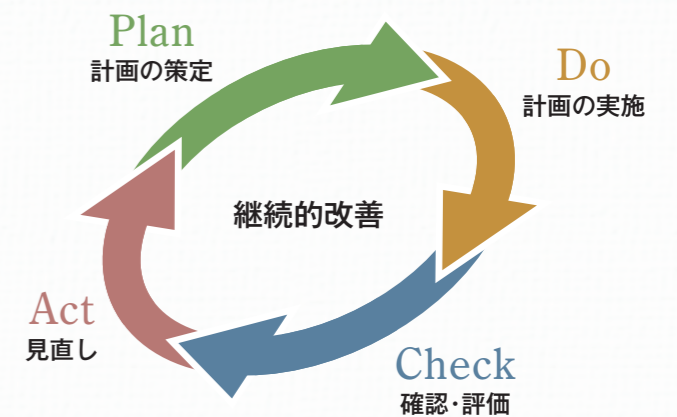 Plan
計画の策定
Do
計画の実施
継続的改善
Act
見直し
Check
確認・評価